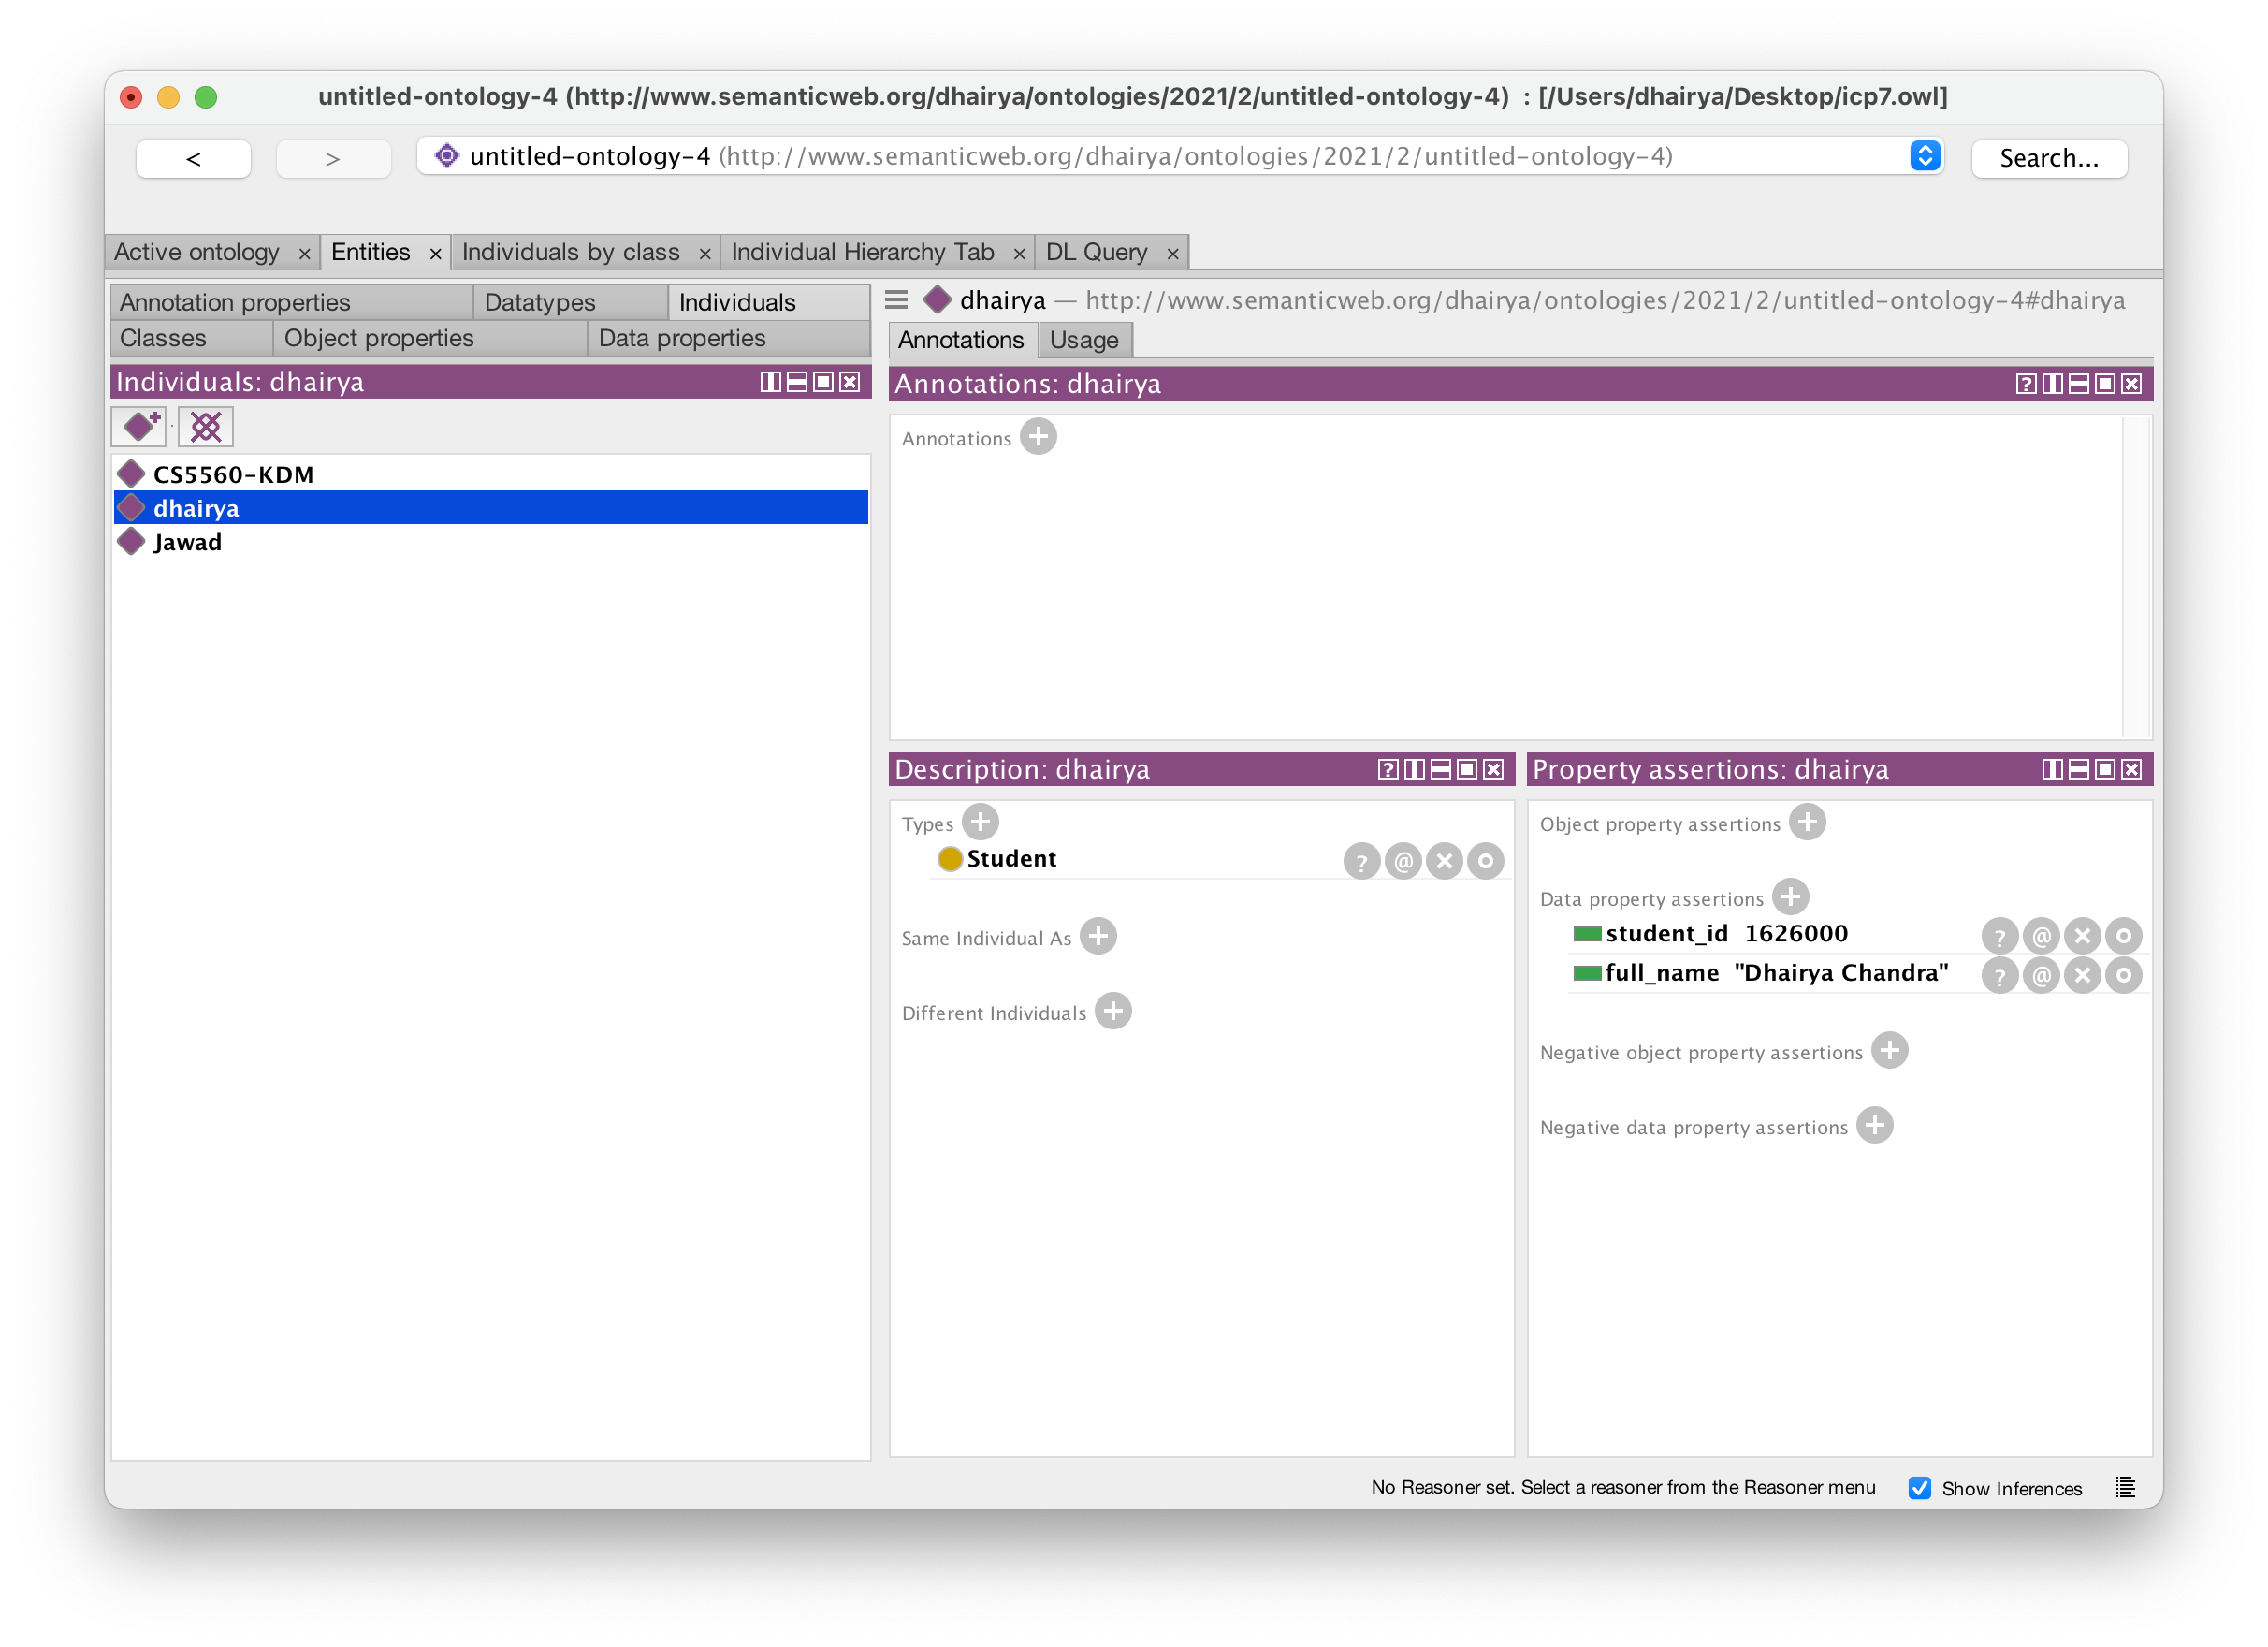 untitled-ontology-4 (http://www.semanticweb.org/dhairya/ontologies/2021/2/untitled-ontology-4) : [/Users/dhairya/Desktop/icp7.owl]
< > untitled-ontology-4 (http://www.semanticweb.org/dhairya/ontologies/2021/2/untitled-ontology-4) Search...
Active ontology × Entities × Individuals by class × Individual Hierarchy Tab × DL Query ×
Annotation properties Datatypes Individuals
Classes Object properties Data properties
Individuals: dhairya
CS5560-KDM
dhairya
Jawad
dhairya — http://www.semanticweb.org/dhairya/ontologies/2021/2/untitled-ontology-4#dhairya
Annotations Usage
Annotations: dhairya
Annotations
Description: dhairya
Types
Student
Same Individual As
Different Individuals
Property assertions: dhairya
Object property assertions
Data property assertions
student_id 1626000
full_name "Dhairya Chandra"
Negative object property assertions
Negative data property assertions
No Reasoner set. Select a reasoner from the Reasoner menu Show Inferences